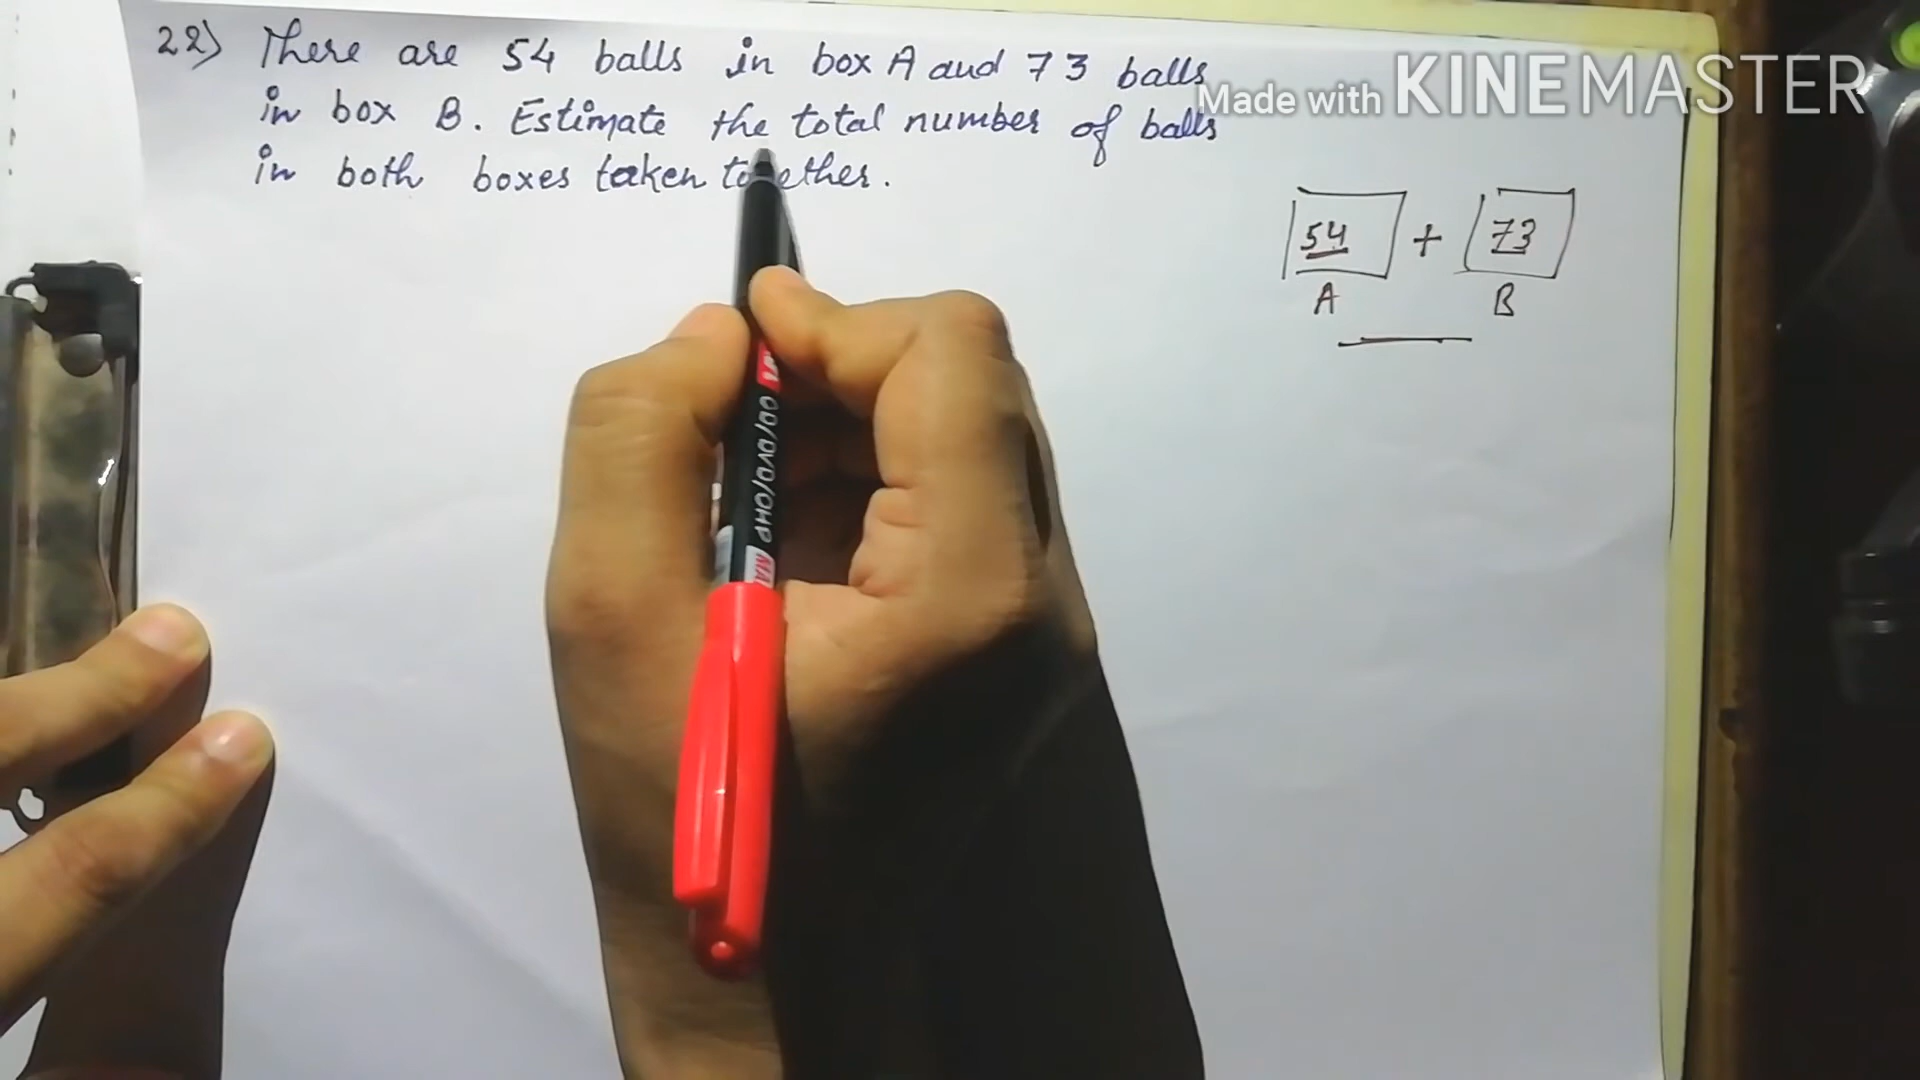 22) There are 54 balls in box A and 73 balls
in box B. Estimate the total number of balls
in both boxes taken together.
Made with KINEMASTER
54 + 73
A B
OD/DVD/OHP